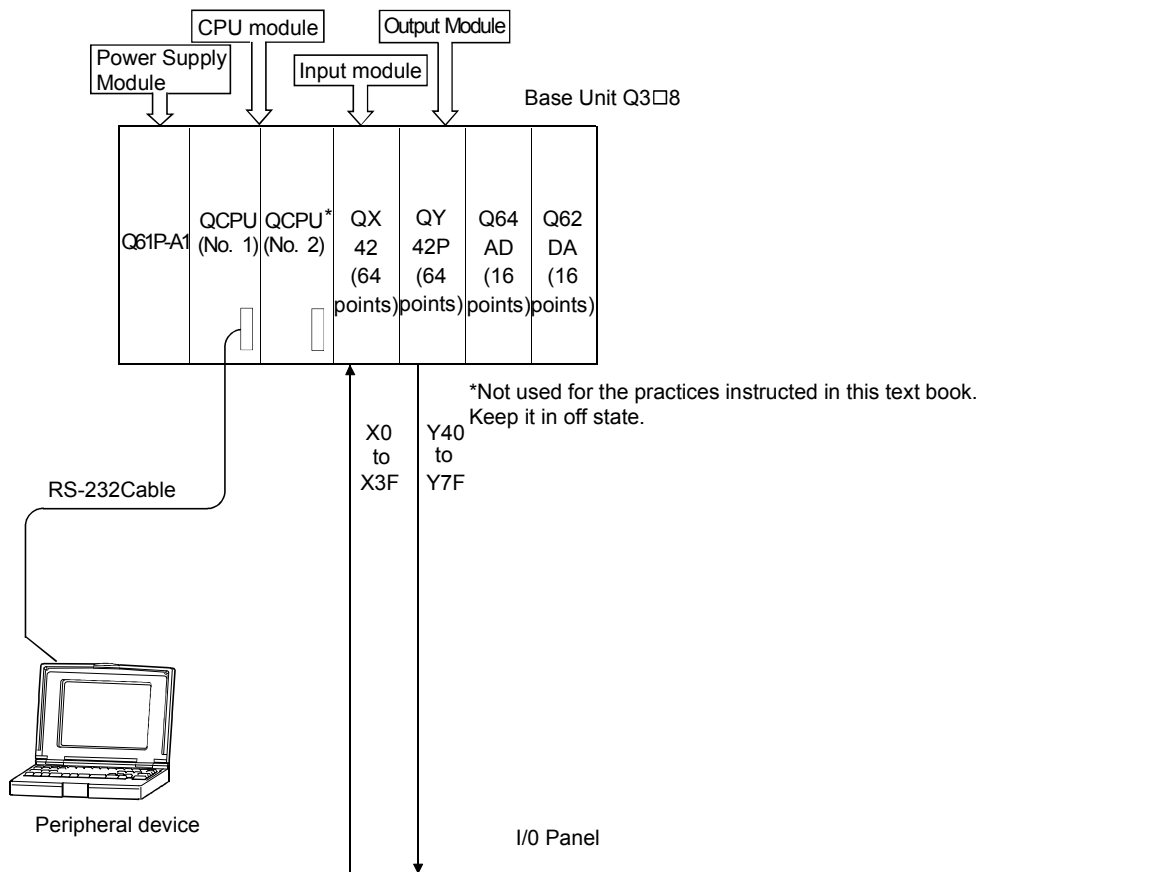 CPU module
Output Module
Power Supply
Module
Input module
Base Unit Q3□8
Q61P-A1
QCPU
(No. 1)
QCPU*
(No. 2)
QX
42
(64
points)
QY
42P
(64
points)
Q64
AD
(16
points)
Q62
DA
(16
points)
*Not used for the practices instructed in this text book.
Keep it in off state.
X0
to
X3F
Y40
to
Y7F
RS-232Cable
Peripheral device
I/0 Panel